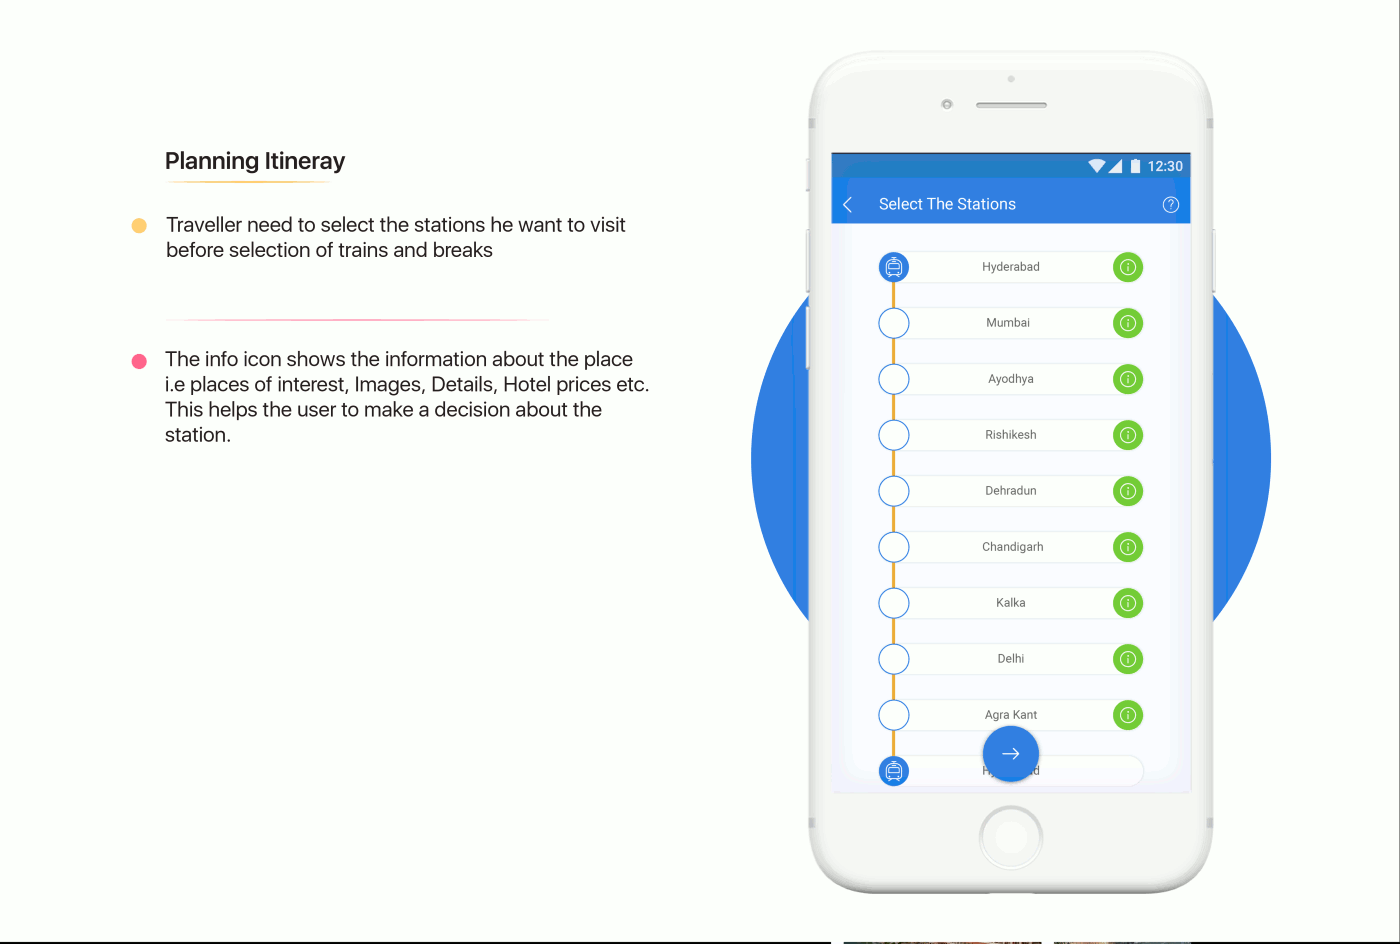 Planning Itineray
Traveller need to select the stations he want to visit
before selection of trains and breaks
The info icon shows the information about the place
i.e places of interest, Images, Details, Hotel prices etc.
This helps the user to make a decision about the
station.
12:30
Select The Stations
Hyderabad
Mumbai
Ayodhya
Rishikesh
Dehradun
Chandigarh
Kalka
Delhi
Agra Kant